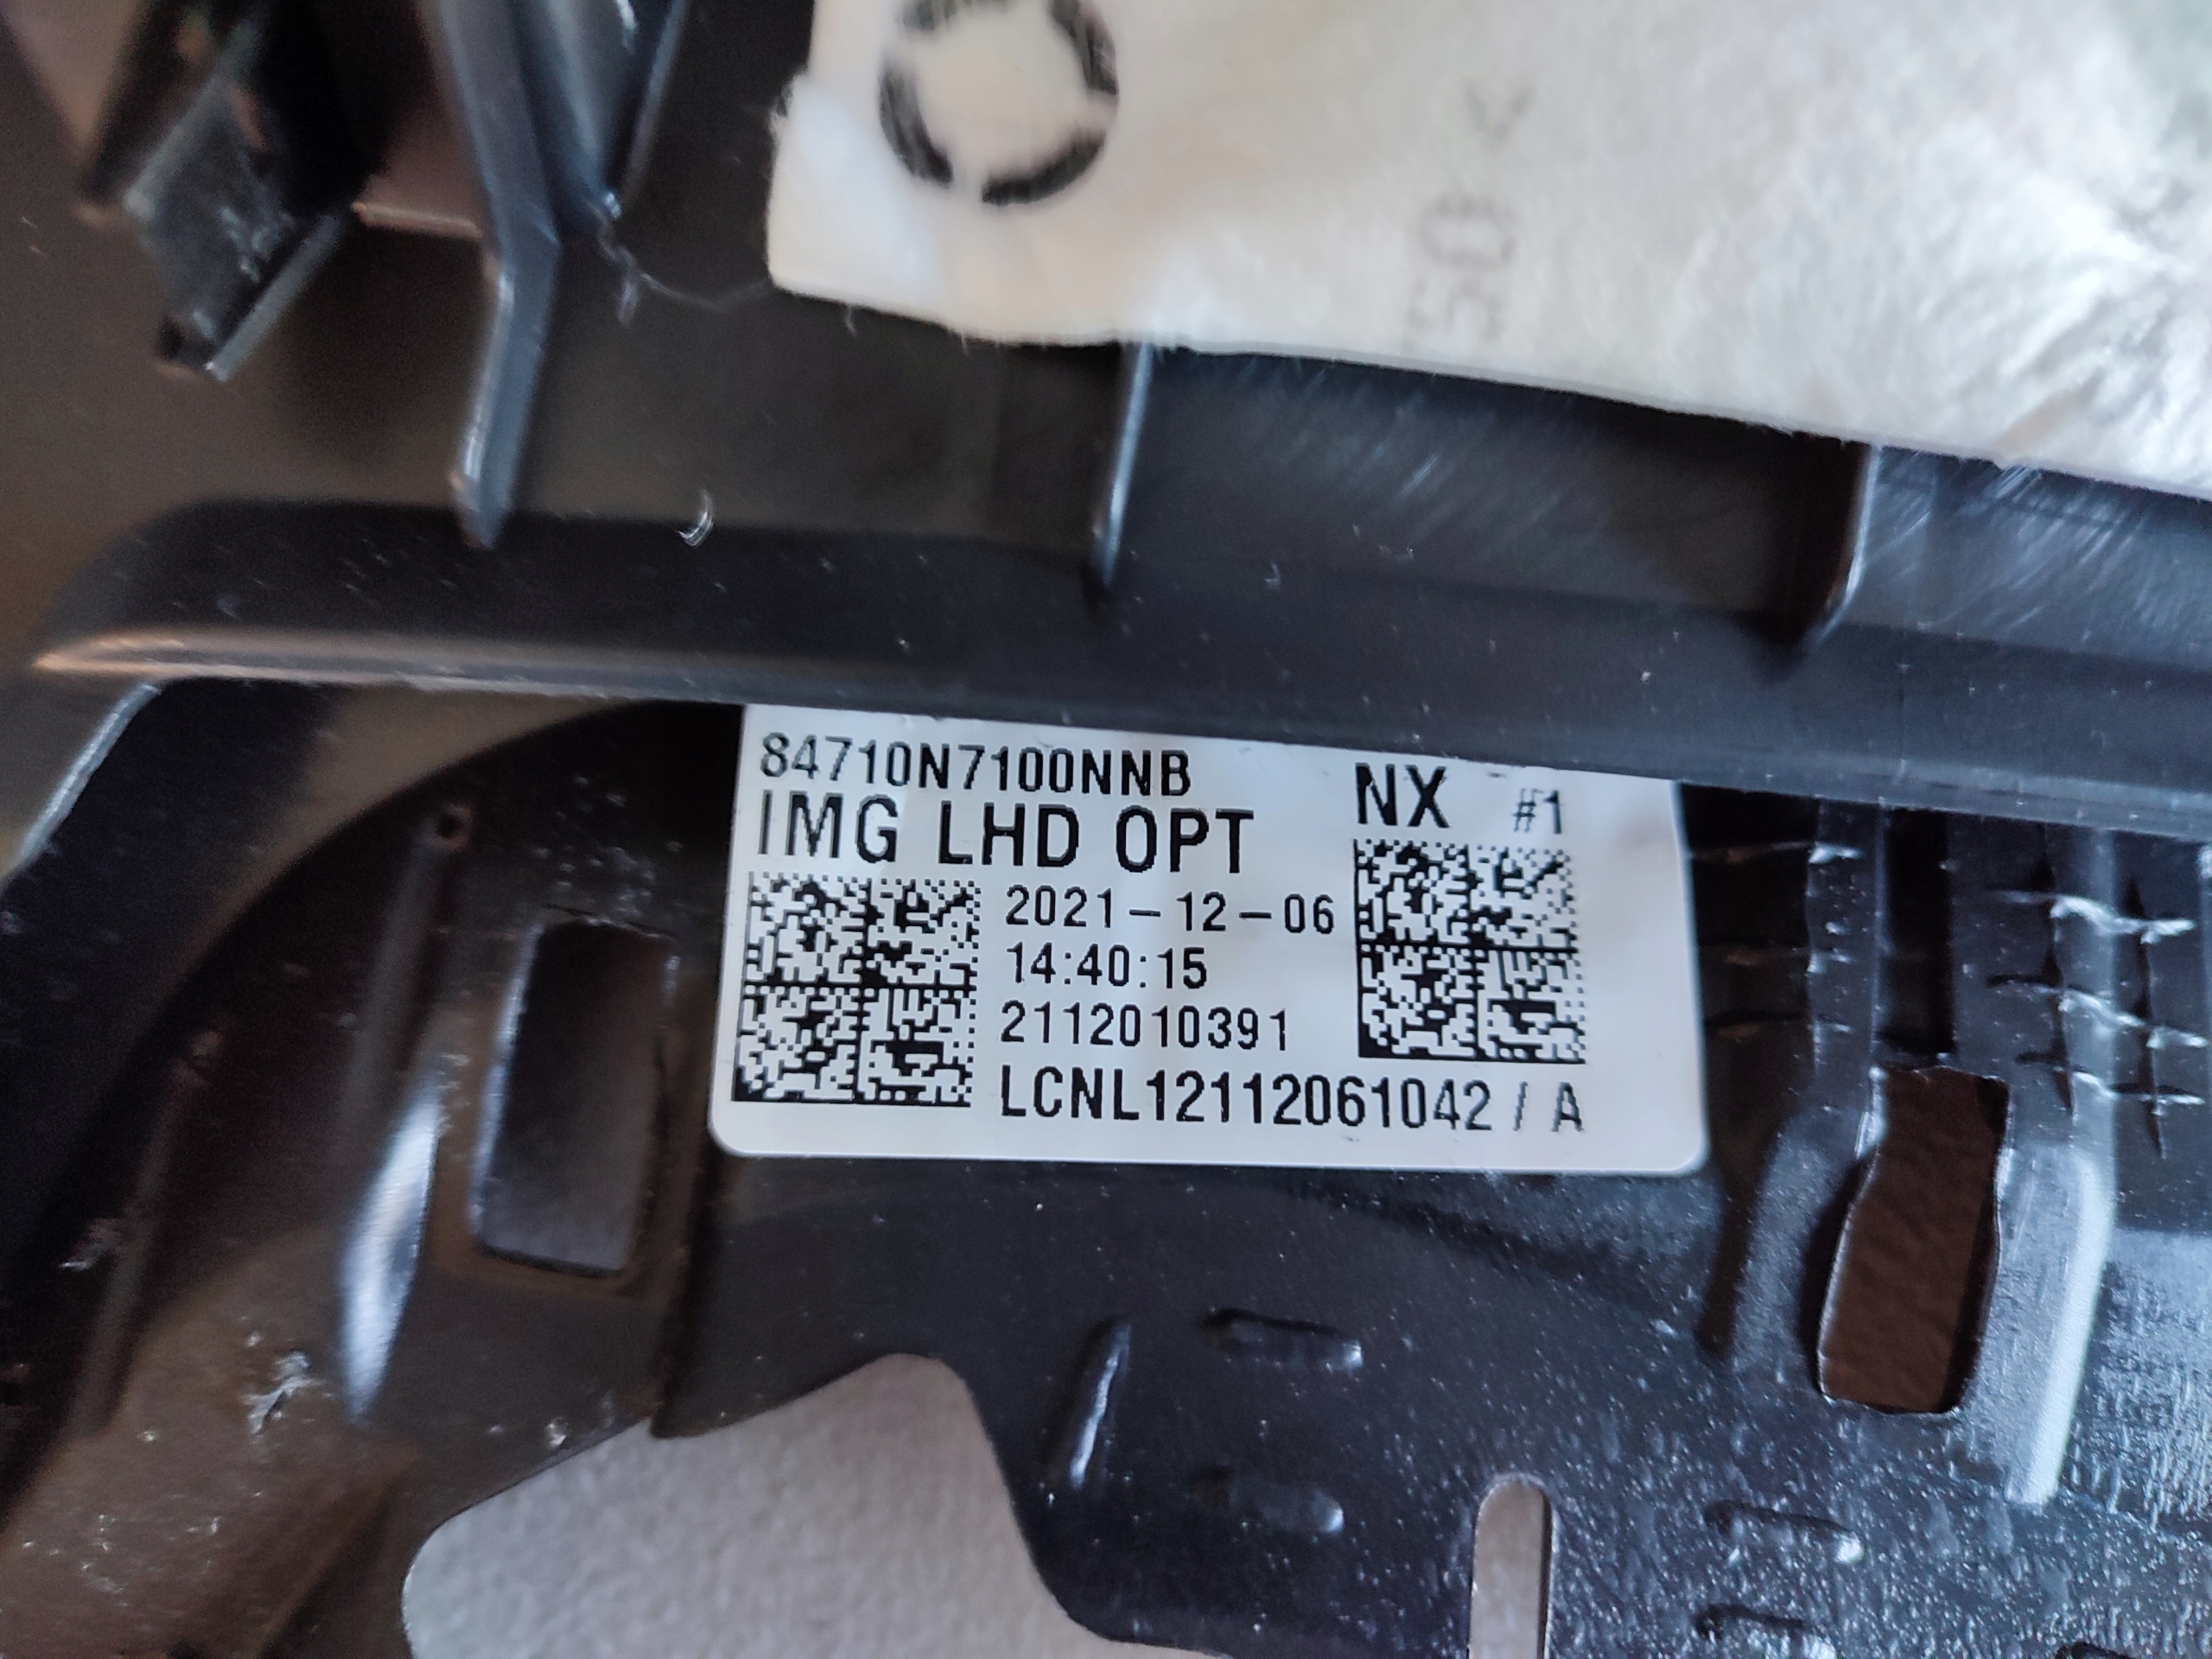 84710N7100NNB
NX #1
IMG LHD OPT
2021-12-06
14:40:15
2112010391
LCNL12112061042 / A